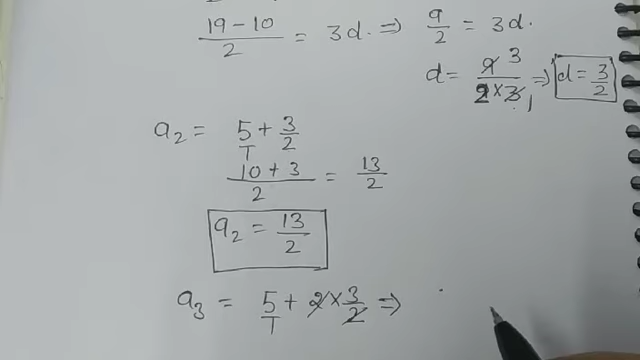 19 - 10 / 2 = 3d. ⇒ 9/2 = 3d.
d = 9 3 / 2 × 3 1 ⇒ d = 3/2
a₂ = 5/1 + 3/2
10 + 3 / 2 = 13/2
a₂ = 13/2
a₃ = 5/1 + 2 × 3/2 ⇒